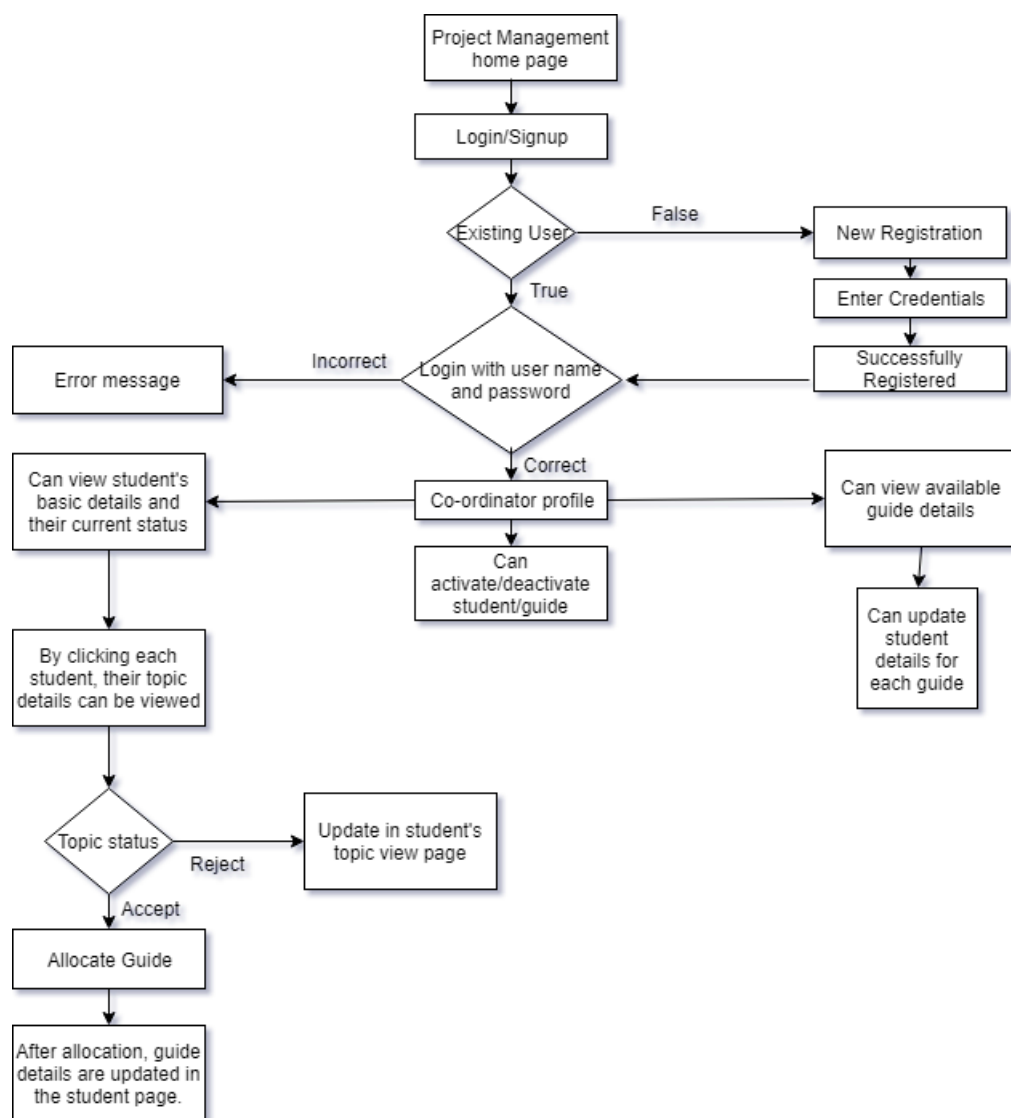 Project Management
home page
Login/Signup
Existing User
False
New Registration
True
Enter Credentials
Successfully
Registered
Login with user name
and password
Incorrect
Error message
Correct
Can view student's
basic details and
their current status
Co-ordinator profile
Can view available
guide details
Can
activate/deactivate
student/guide
Can update
student
details for
each guide
By clicking each
student, their topic
details can be viewed
Topic status
Reject
Update in student's
topic view page
Accept
Allocate Guide
After allocation, guide
details are updated in
the student page.